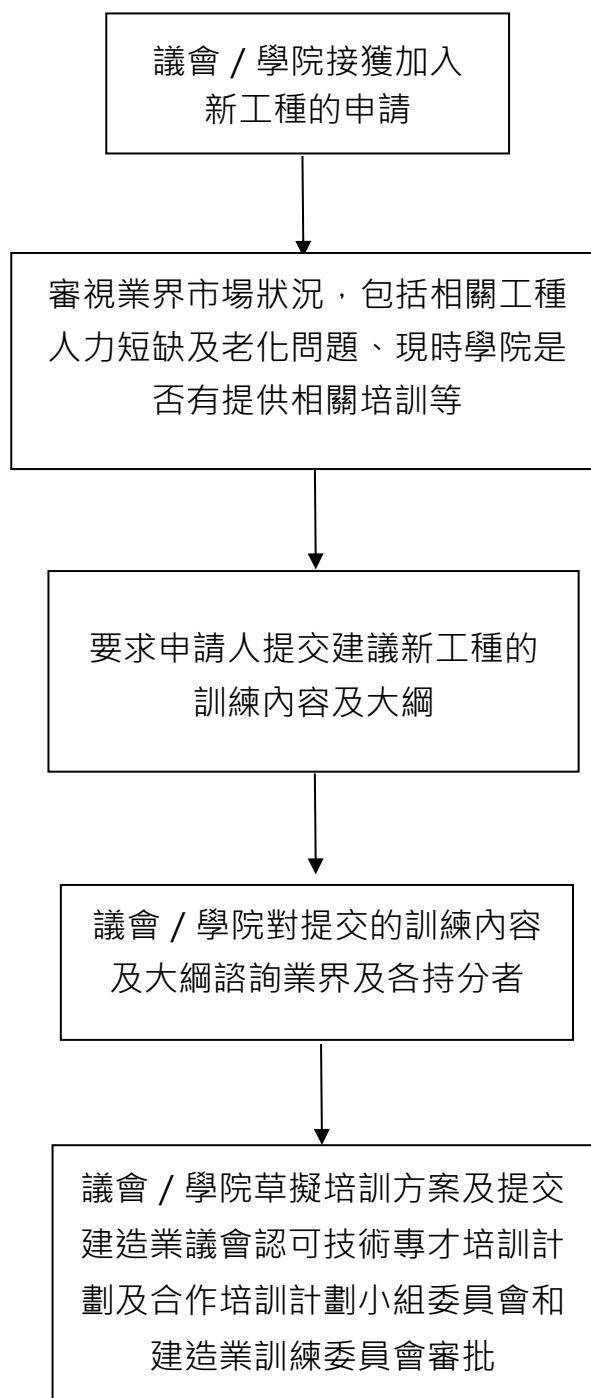 議會 / 學院接獲加入
新工種的申請
審視業界市場狀況，包括相關工種
人力短缺及老化問題、現時學院是
否有提供相關培訓等
要求申請人提交建議新工種的
訓練內容及大綱
議會 / 學院對提交的訓練內容
及大綱諮詢業界及各持分者
議會 / 學院草擬培訓方案及提交
建造業議會認可技術專才培訓計
劃及合作培訓計劃小組委員會和
建造業訓練委員會審批